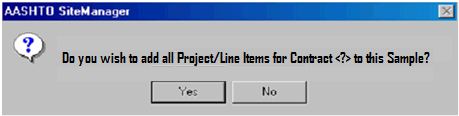 AASHTO SiteManager
Do you wish to add all Project/Line Items for Contract <?> to this Sample?
Yes No